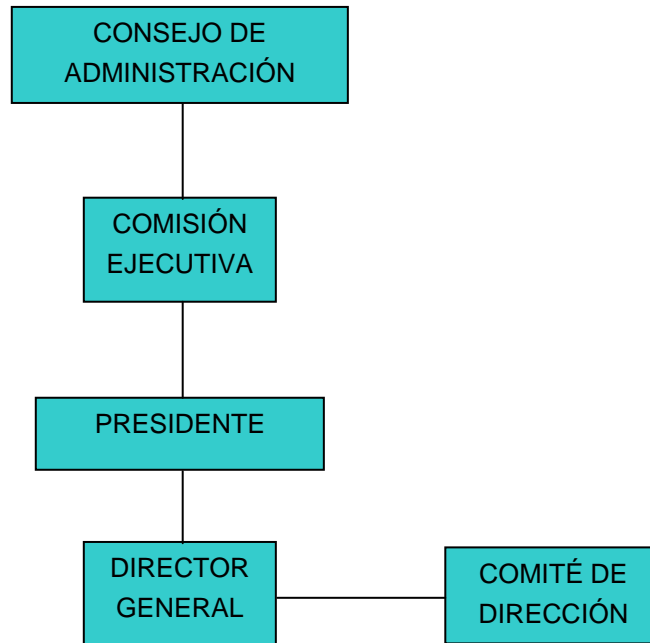 CONSEJO DE
ADMINISTRACIÓN
COMISIÓN
EJECUTIVA
PRESIDENTE
DIRECTOR
GENERAL
COMITÉ DE
DIRECCIÓN